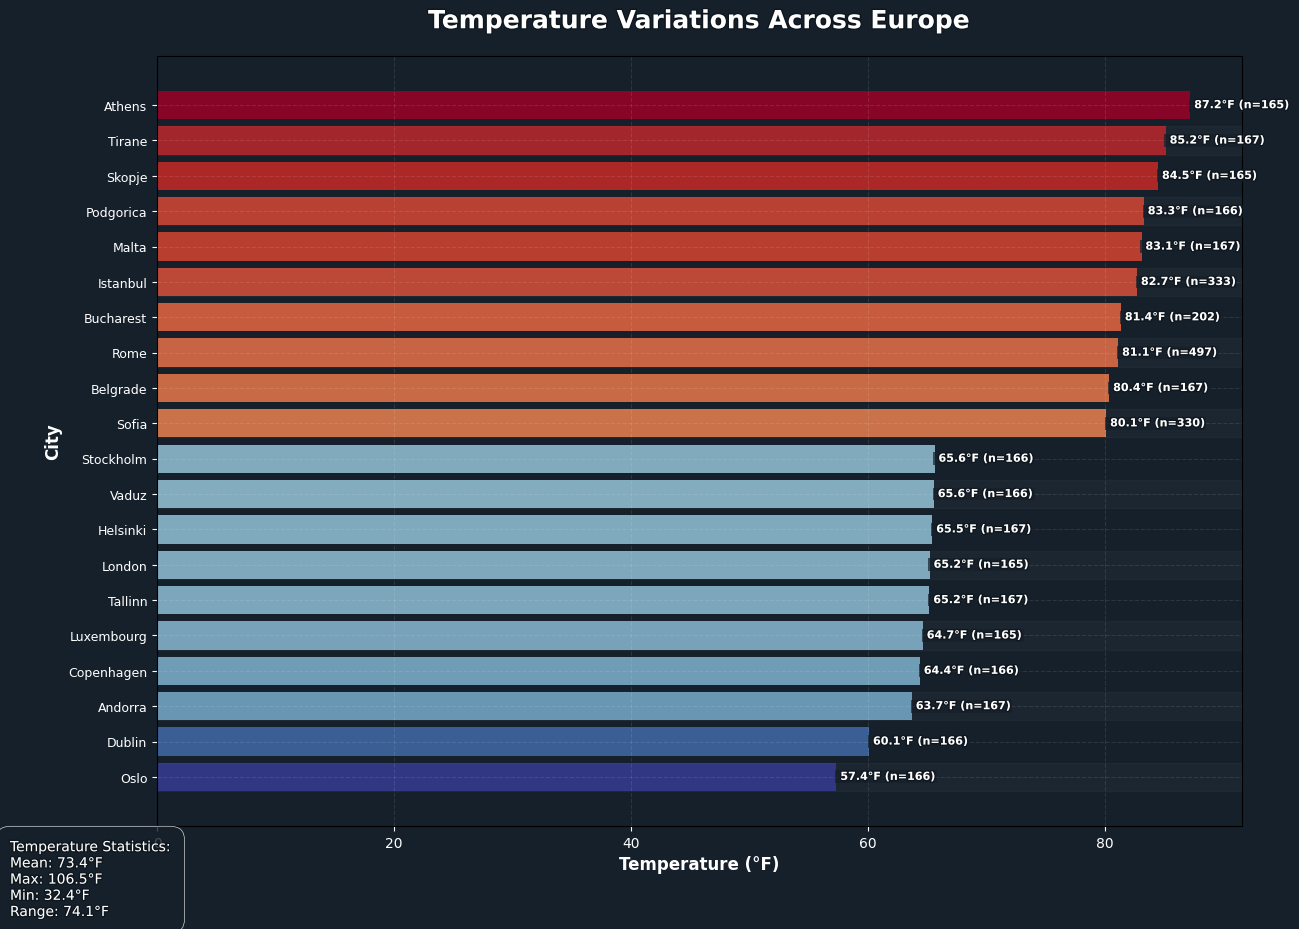 Temperature Variations Across Europe
City
Athens 87.2°F (n=165)
Tirane 85.2°F (n=167)
Skopje 84.5°F (n=165)
Podgorica 83.3°F (n=166)
Malta 83.1°F (n=167)
Istanbul 82.7°F (n=333)
Bucharest 81.4°F (n=202)
Rome 81.1°F (n=497)
Belgrade 80.4°F (n=167)
Sofia 80.1°F (n=330)
Stockholm 65.6°F (n=166)
Vaduz 65.6°F (n=166)
Helsinki 65.5°F (n=167)
London 65.2°F (n=165)
Tallinn 65.2°F (n=167)
Luxembourg 64.7°F (n=165)
Copenhagen 64.4°F (n=166)
Andorra 63.7°F (n=167)
Dublin 60.1°F (n=166)
Oslo 57.4°F (n=166)
0 20 40 60 80
Temperature (°F)
Temperature Statistics:
Mean: 73.4°F
Max: 106.5°F
Min: 32.4°F
Range: 74.1°F